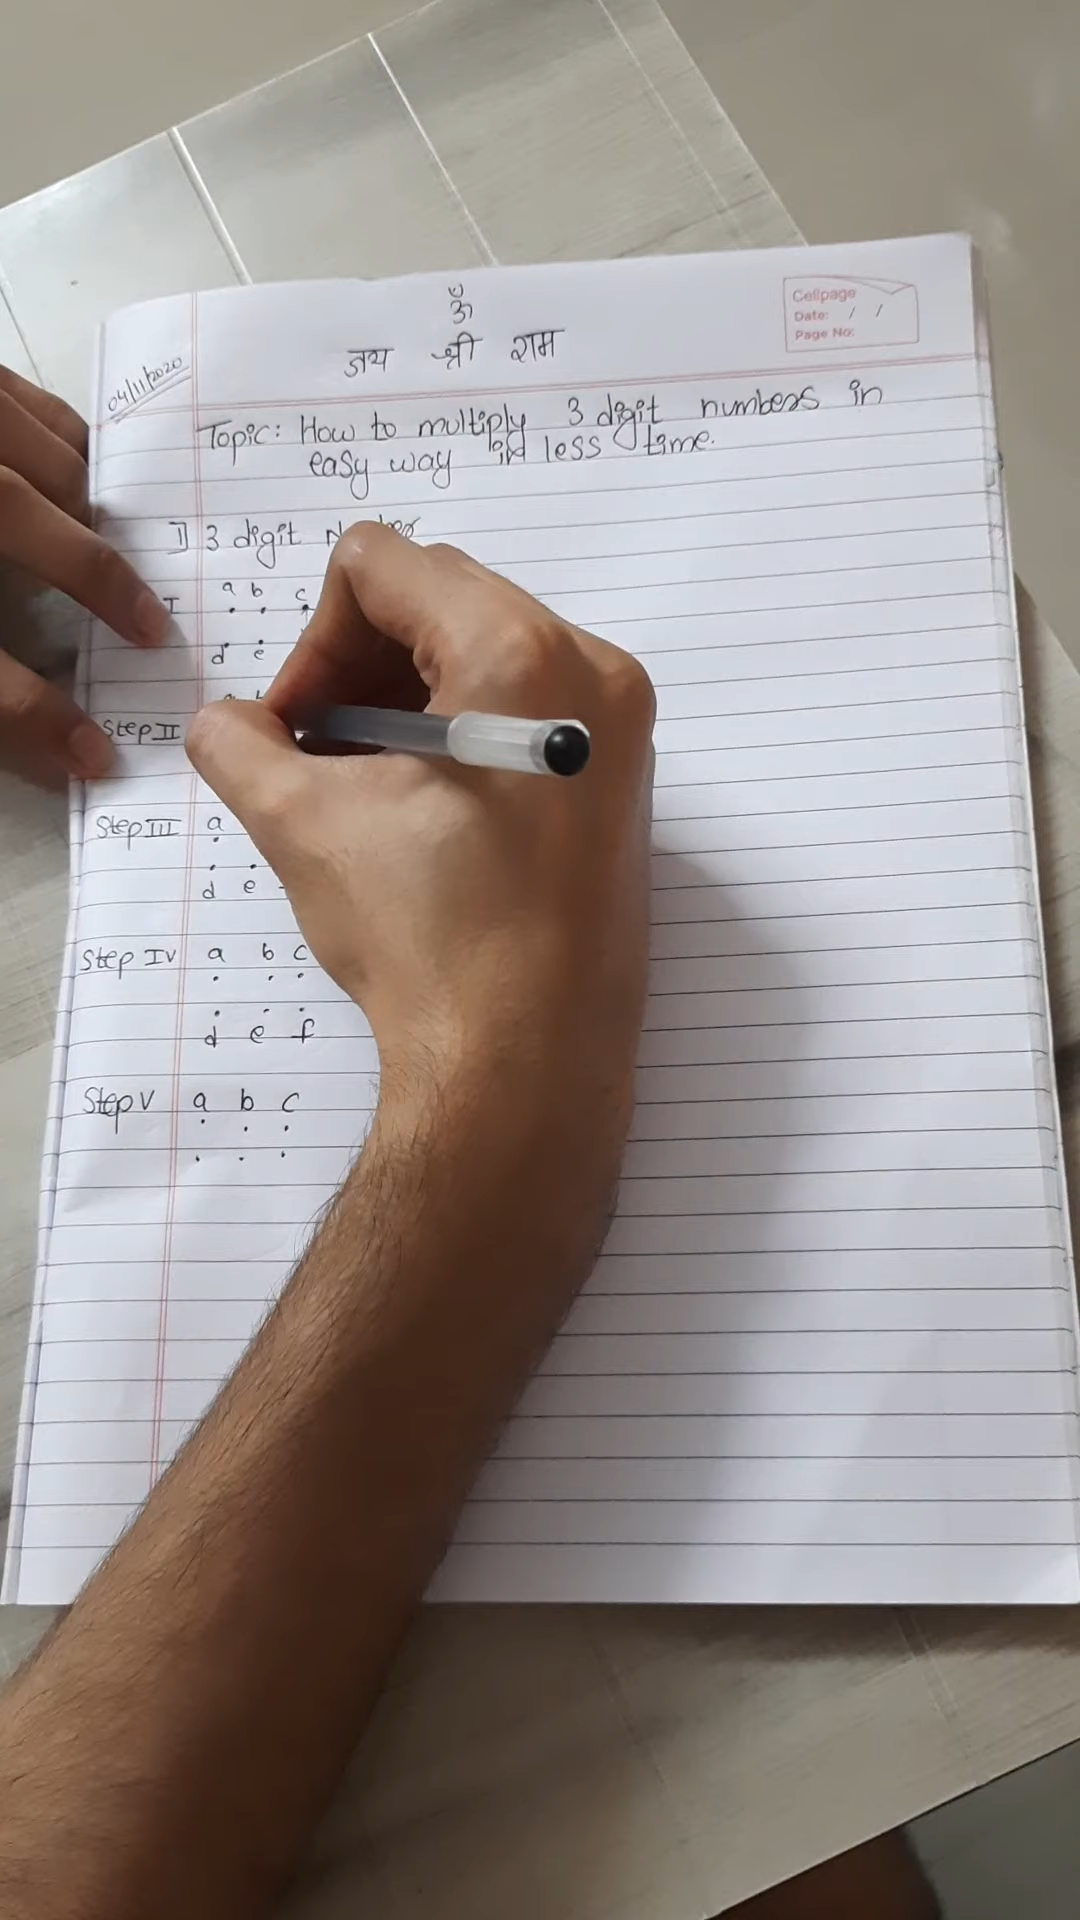 ॐ
जय श्री राम
Cellpage
Date: / /
Page No:
04/11/2020
Topic: How to multiply 3 digit numbers in
easy way in less time.
I] 3 digit
I a b c
d e
Step II
Step III a
d e
Step IV a b c
d e f
Step V a b c